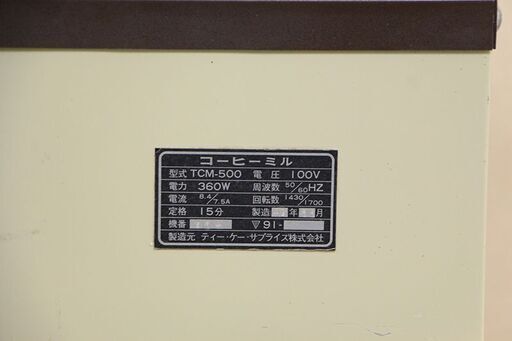 コーヒーミル
型式 TCM-500 電圧 100V
電力 360W 周波数 50/60HZ
電流 8.4/7.5A 回転数 1430/1700
定格 15分 製造 年 月
機番 ▽91-
製造元 ティー・ケー・サプライズ株式会社